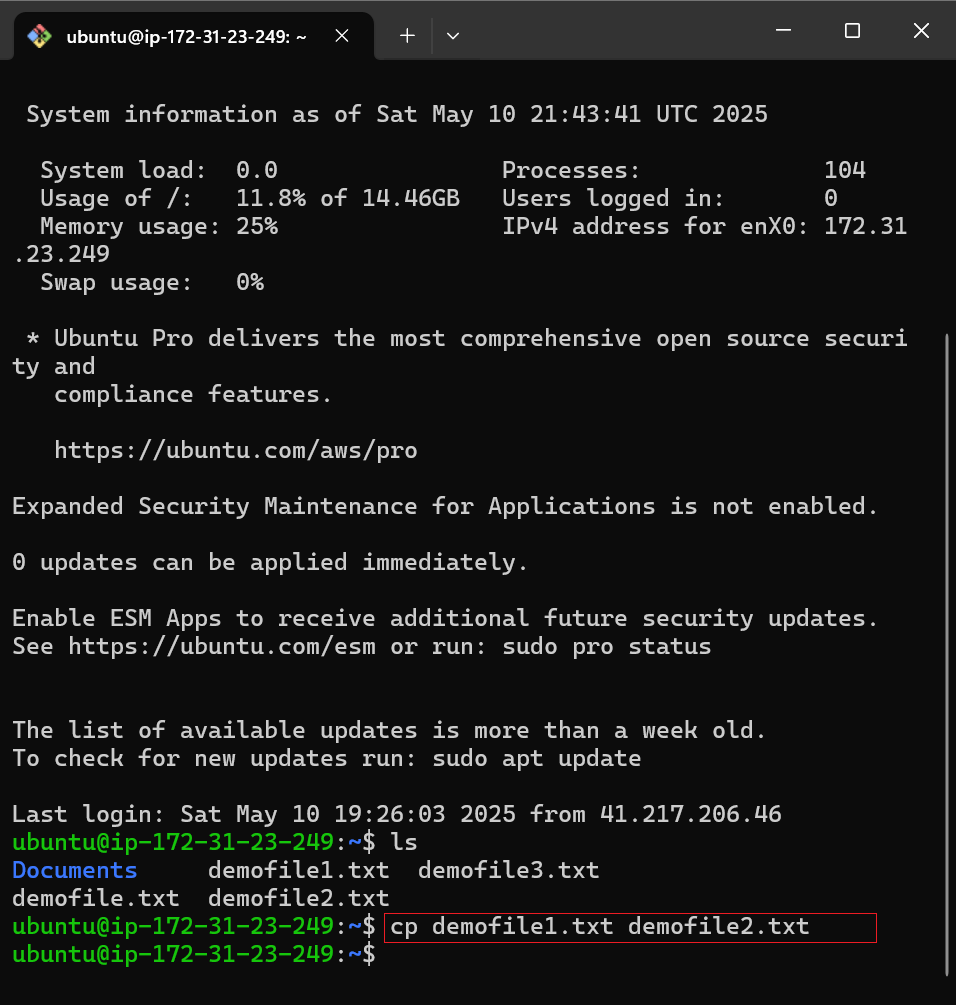 ubuntu@ip-172-31-23-249: ~
System information as of Sat May 10 21:43:41 UTC 2025
System load:  0.0                Processes:             104
Usage of /:   11.8% of 14.46GB   Users logged in:       0
Memory usage: 25%                IPv4 address for enX0: 172.31
.23.249
Swap usage:   0%
* Ubuntu Pro delivers the most comprehensive open source securi
ty and
compliance features.
https://ubuntu.com/aws/pro
Expanded Security Maintenance for Applications is not enabled.
0 updates can be applied immediately.
Enable ESM Apps to receive additional future security updates.
See https://ubuntu.com/esm or run: sudo pro status
The list of available updates is more than a week old.
To check for new updates run: sudo apt update
Last login: Sat May 10 19:26:03 2025 from 41.217.206.46
ubuntu@ip-172-31-23-249:~$ ls
Documents     demofile1.txt  demofile3.txt
demofile.txt  demofile2.txt
ubuntu@ip-172-31-23-249:~$ cp demofile1.txt demofile2.txt
ubuntu@ip-172-31-23-249:~$